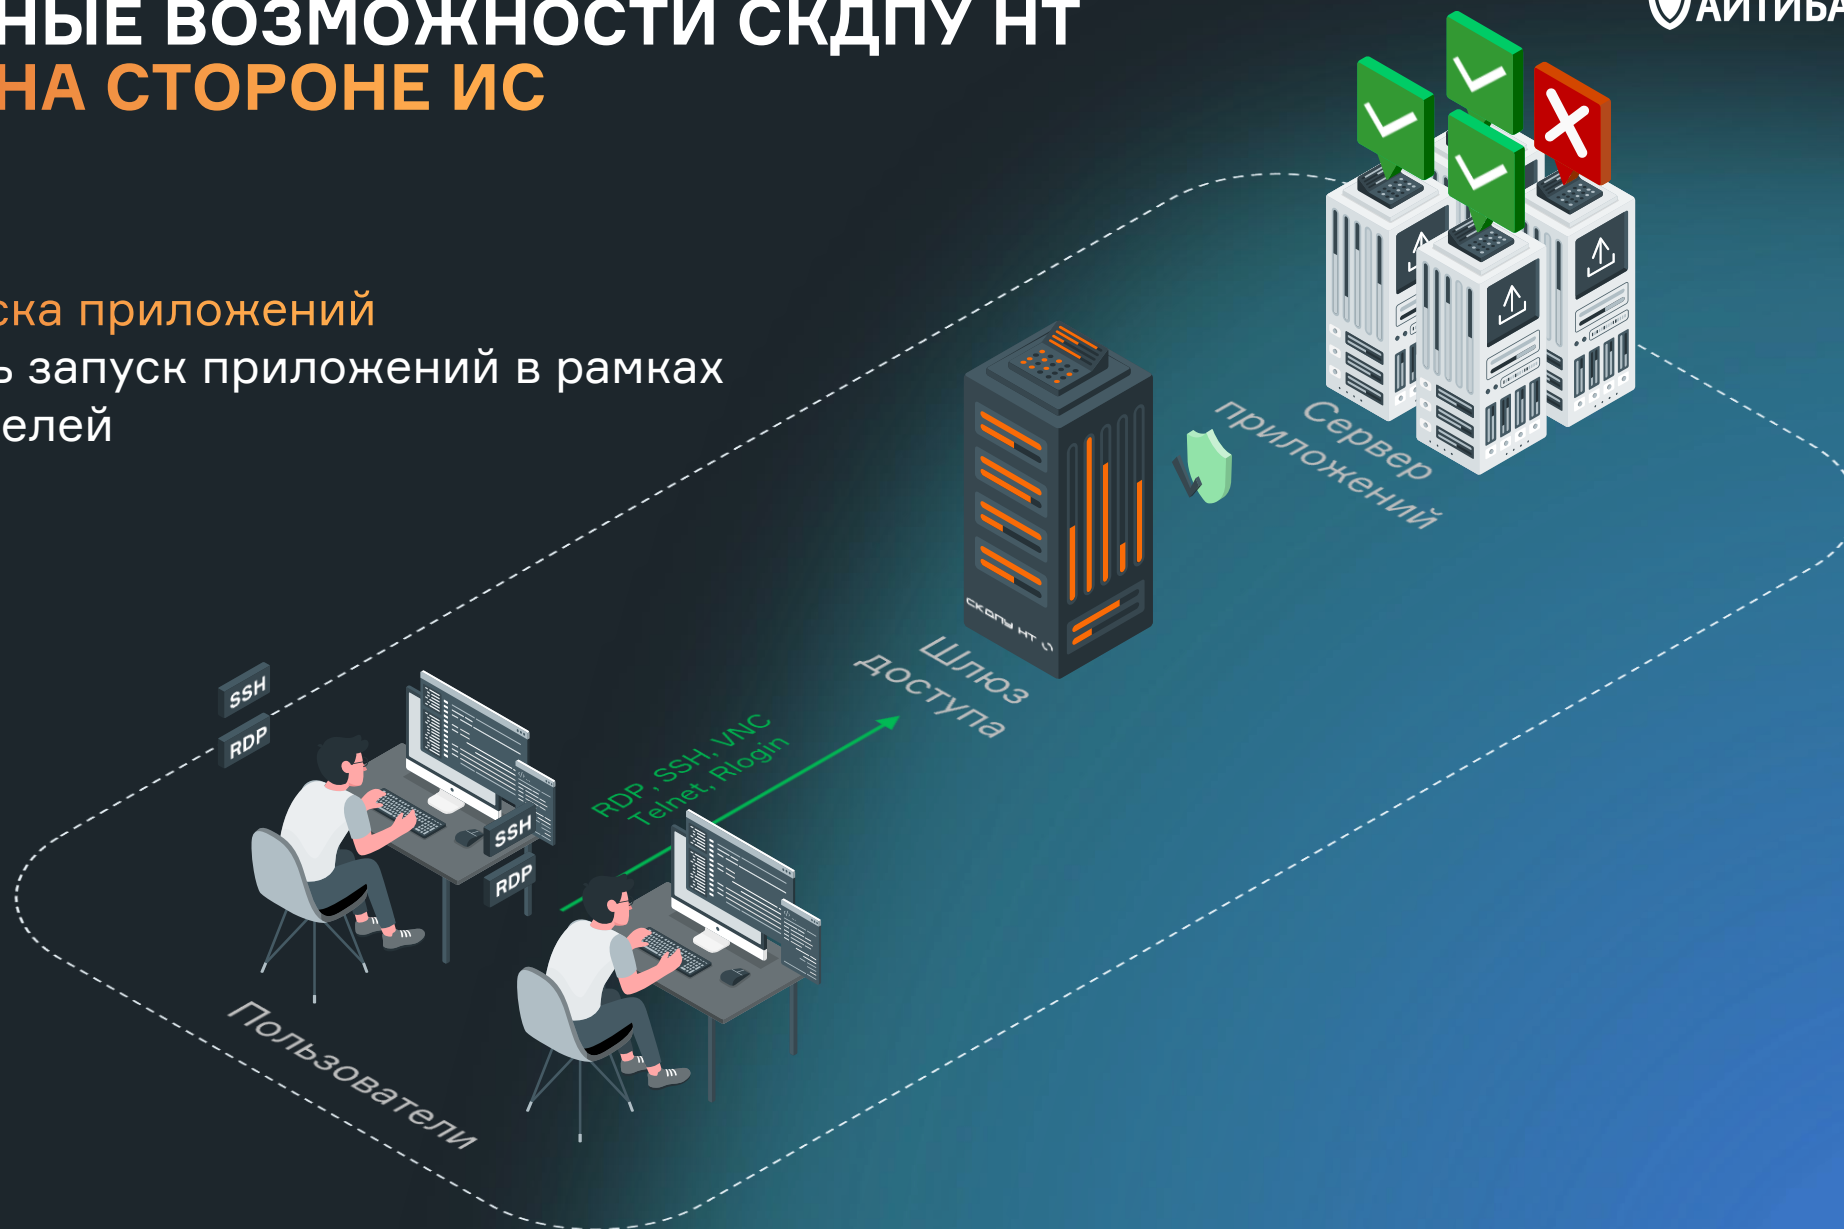 НЫЕ ВОЗМОЖНОСТИ СКДПУ НТ
НА СТОРОНЕ ИС
АЙТИБА
ска приложений
ь запуск приложений в рамках
елей
Сервер
приложений
СКДПУ НТ
Шлюз
доступа
SSH
RDP
RDP, SSH, VNC
Telnet, Rlogin
SSH
RDP
Пользователи